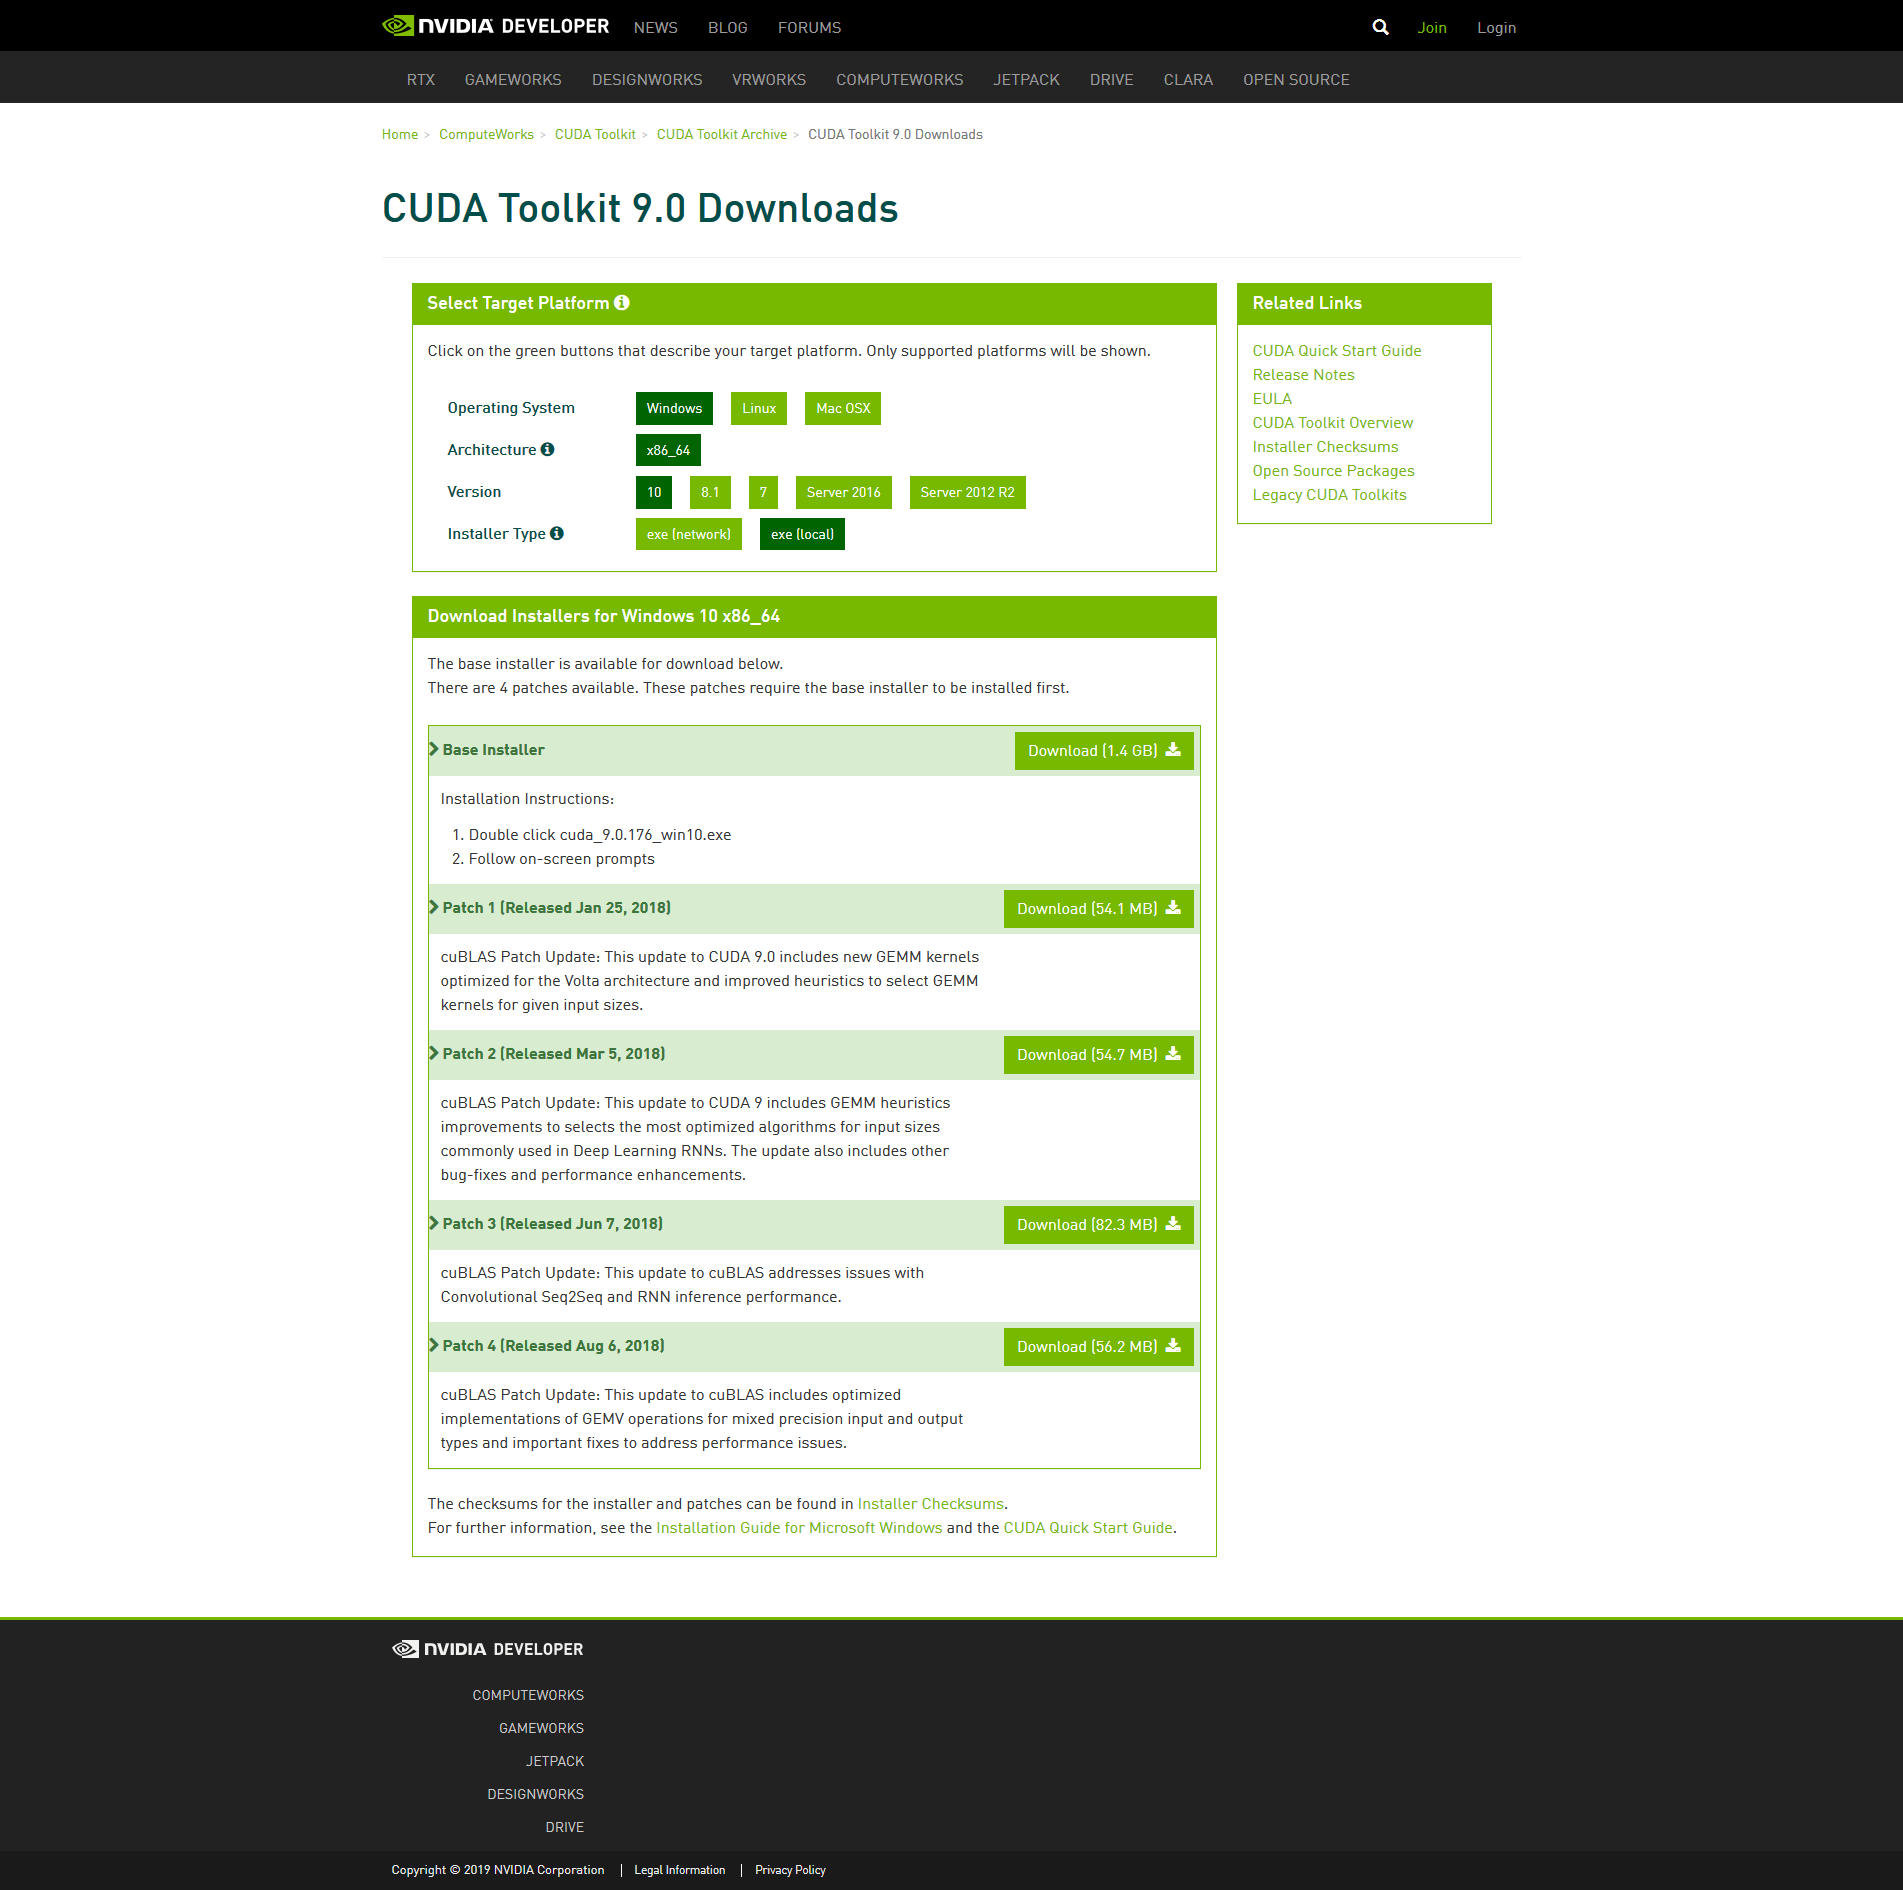 NVIDIA DEVELOPER NEWS BLOG FORUMS Join Login
RTX GAMEWORKS DESIGNWORKS VRWORKS COMPUTEWORKS JETPACK DRIVE CLARA OPEN SOURCE
Home > ComputeWorks > CUDA Toolkit > CUDA Toolkit Archive > CUDA Toolkit 9.0 Downloads
CUDA Toolkit 9.0 Downloads
Select Target Platform
Click on the green buttons that describe your target platform. Only supported platforms will be shown.
Operating System Windows Linux Mac OSX
Architecture x86_64
Version 10 8.1 7 Server 2016 Server 2012 R2
Installer Type exe (network) exe (local)
Related Links
CUDA Quick Start Guide
Release Notes
EULA
CUDA Toolkit Overview
Installer Checksums
Open Source Packages
Legacy CUDA Toolkits
Download Installers for Windows 10 x86_64
The base installer is available for download below.
There are 4 patches available. These patches require the base installer to be installed first.
Base Installer Download (1.4 GB)
Installation Instructions:
1. Double click cuda_9.0.176_win10.exe
2. Follow on-screen prompts
Patch 1 (Released Jan 25, 2018) Download (54.1 MB)
cuBLAS Patch Update: This update to CUDA 9.0 includes new GEMM kernels
optimized for the Volta architecture and improved heuristics to select GEMM
kernels for given input sizes.
Patch 2 (Released Mar 5, 2018) Download (54.7 MB)
cuBLAS Patch Update: This update to CUDA 9 includes GEMM heuristics
improvements to selects the most optimized algorithms for input sizes
commonly used in Deep Learning RNNs. The update also includes other
bug-fixes and performance enhancements.
Patch 3 (Released Jun 7, 2018) Download (82.3 MB)
cuBLAS Patch Update: This update to cuBLAS addresses issues with
Convolutional Seq2Seq and RNN inference performance.
Patch 4 (Released Aug 6, 2018) Download (56.2 MB)
cuBLAS Patch Update: This update to cuBLAS includes optimized
implementations of GEMV operations for mixed precision input and output
types and important fixes to address performance issues.
The checksums for the installer and patches can be found in Installer Checksums.
For further information, see the Installation Guide for Microsoft Windows and the CUDA Quick Start Guide.
NVIDIA DEVELOPER
COMPUTEWORKS
GAMEWORKS
JETPACK
DESIGNWORKS
DRIVE
Copyright © 2019 NVIDIA Corporation | Legal Information | Privacy Policy